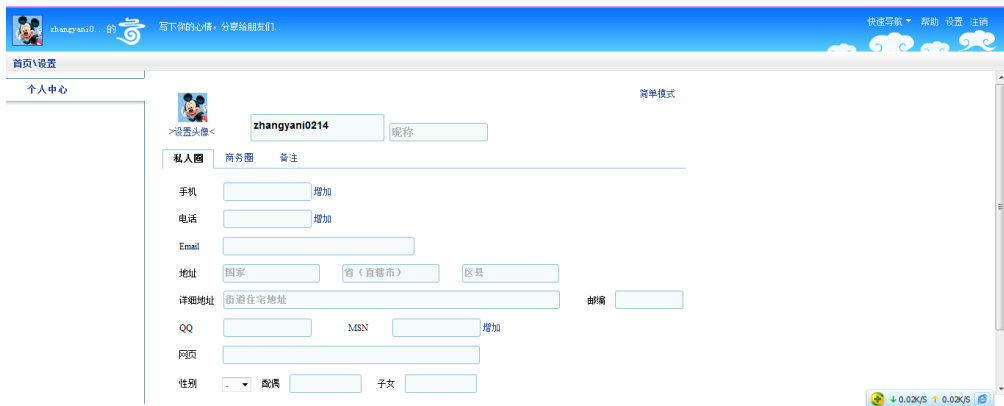 zhangyani0... 的 写下你的心情，分享给朋友们... 快速导航 帮助 设置 注销
首页\设置
个人中心
简单模式
>设置头像<
zhangyani0214 昵称
私人圈 商务圈 备注
手机 增加
电话 增加
Email
地址 国家 省（直辖市） 区县
详细地址 街道住宅地址 邮编
QQ MSN 增加
网页
性别 - 配偶 子女
↓ 0.02K/S ↑ 0.02K/S